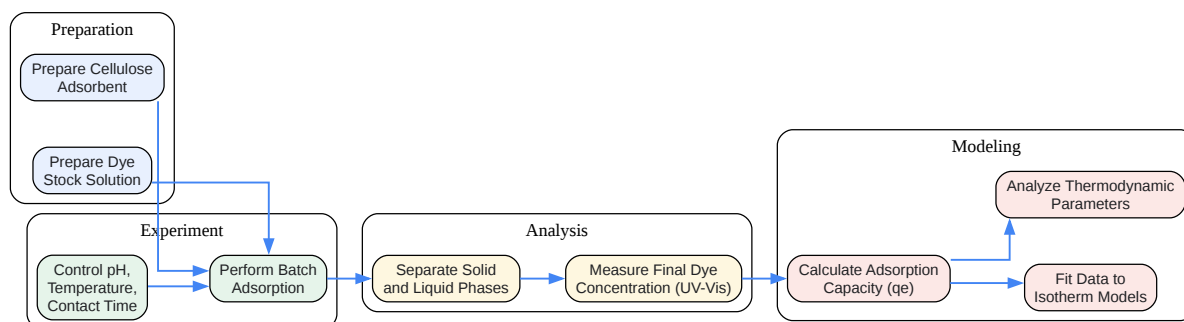 Preparation
Prepare Cellulose
Adsorbent
Prepare Dye
Stock Solution
Experiment
Control pH,
Temperature,
Contact Time
Perform Batch
Adsorption
Analysis
Separate Solid
and Liquid Phases
Measure Final Dye
Concentration (UV-Vis)
Modeling
Calculate Adsorption
Capacity (qe)
Analyze Thermodynamic
Parameters
Fit Data to
Isotherm Models